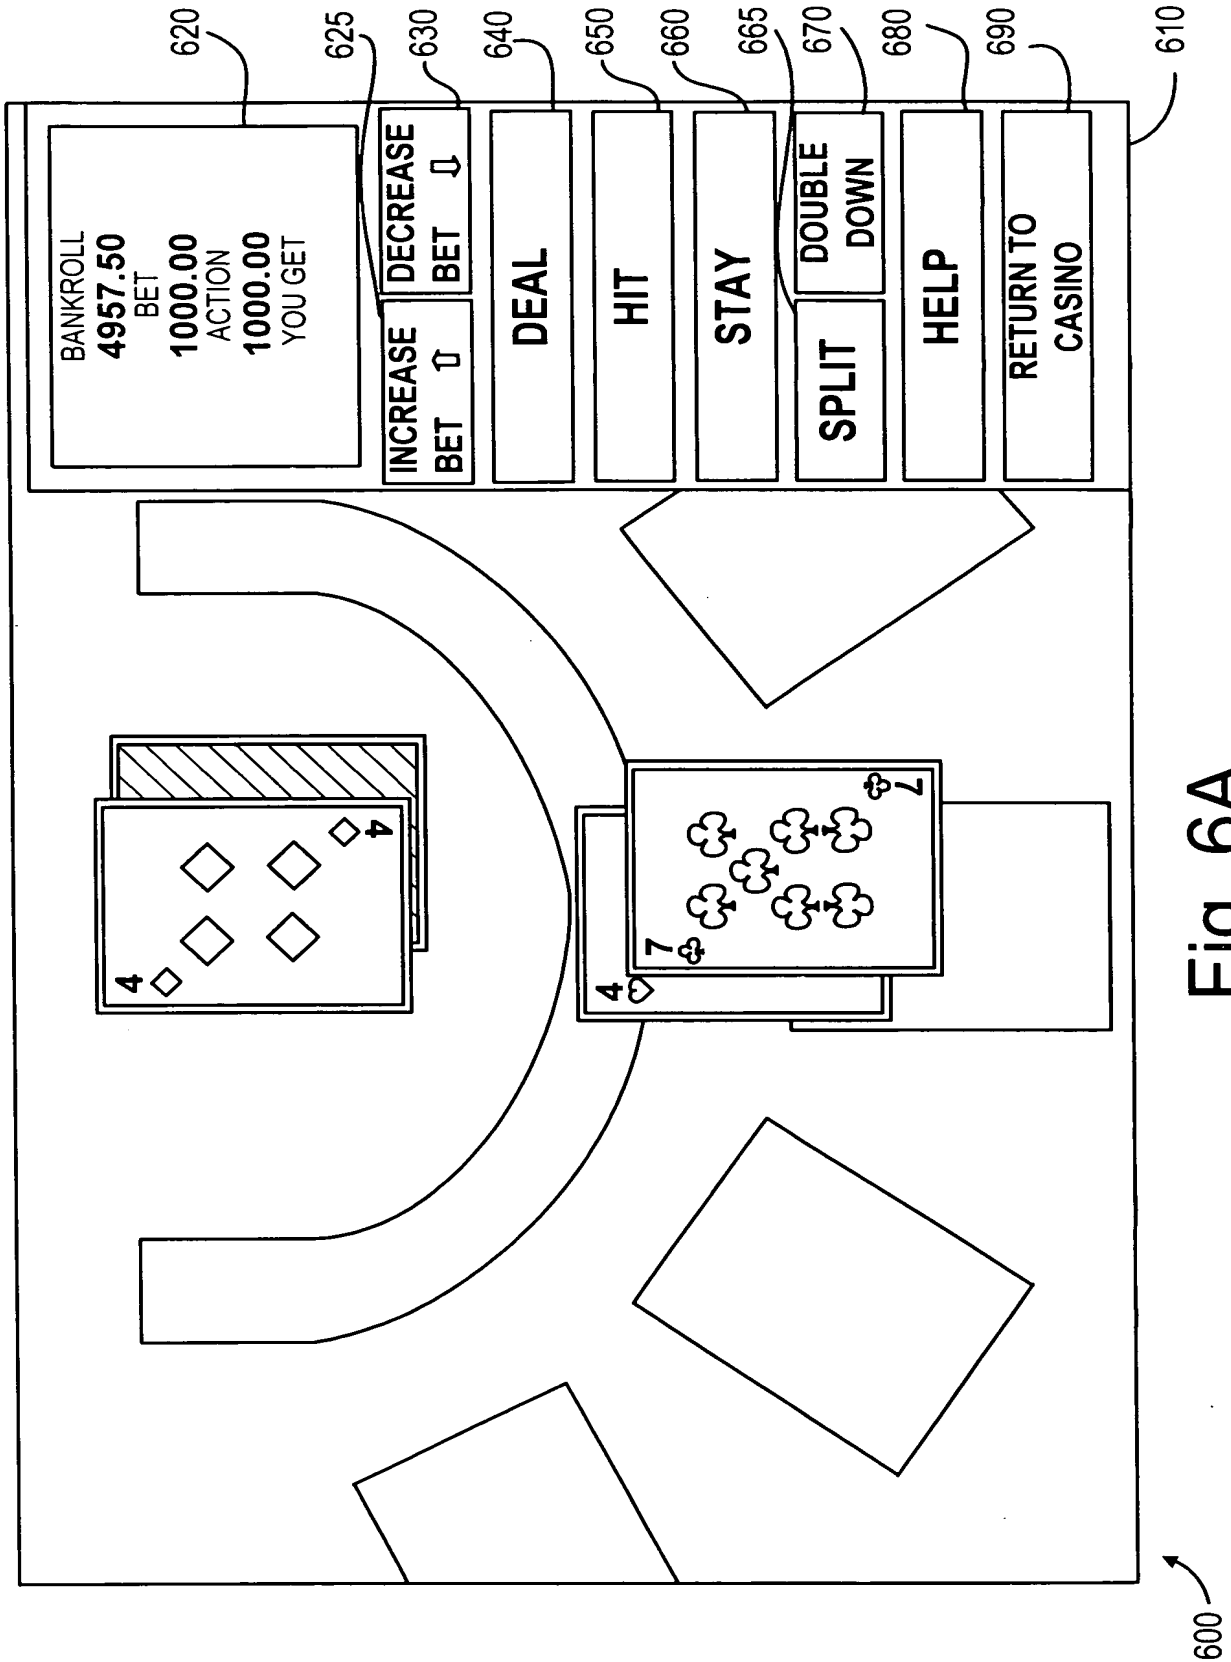 BANKROLL
4957.50
BET
1000.00
ACTION
1000.00
YOU GET
INCREASE
BET
DECREASE
BET
DEAL
HIT
STAY
SPLIT
DOUBLE
DOWN
HELP
RETURN TO
CASINO
4
4
4
7
7
620
625
630
640
650
660
665
670
680
690
610
600
Fig. 6A